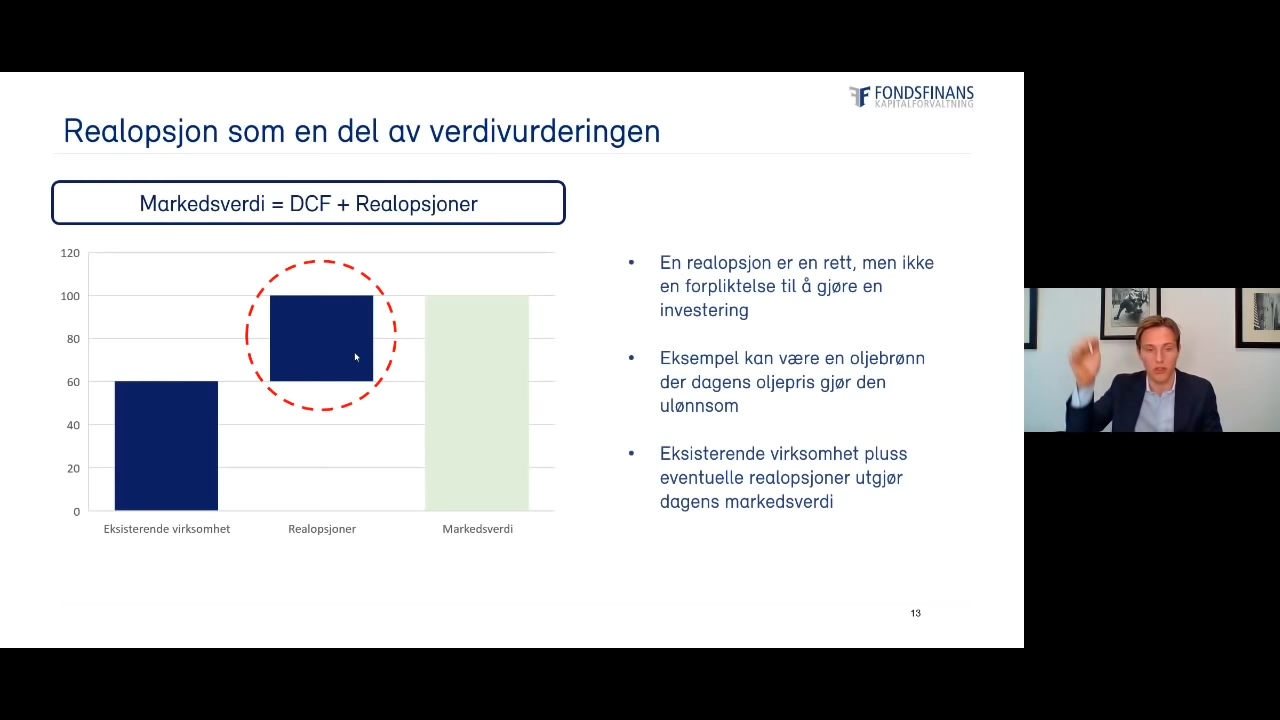 FONDSFINANS
KAPITALFORVALTNING
Realopsjon som en del av verdivurderingen
Markedsverdi = DCF + Realopsjoner
120
100
80
60
40
20
0
Eksisterende virksomhet
Realopsjoner
Markedsverdi
• En realopsjon er en rett, men ikke
en forpliktelse til å gjøre en
investering
• Eksempel kan være en oljebrønn
der dagens oljepris gjør den
ulønnsom
• Eksisterende virksomhet pluss
eventuelle realopsjoner utgjør
dagens markedsverdi
13